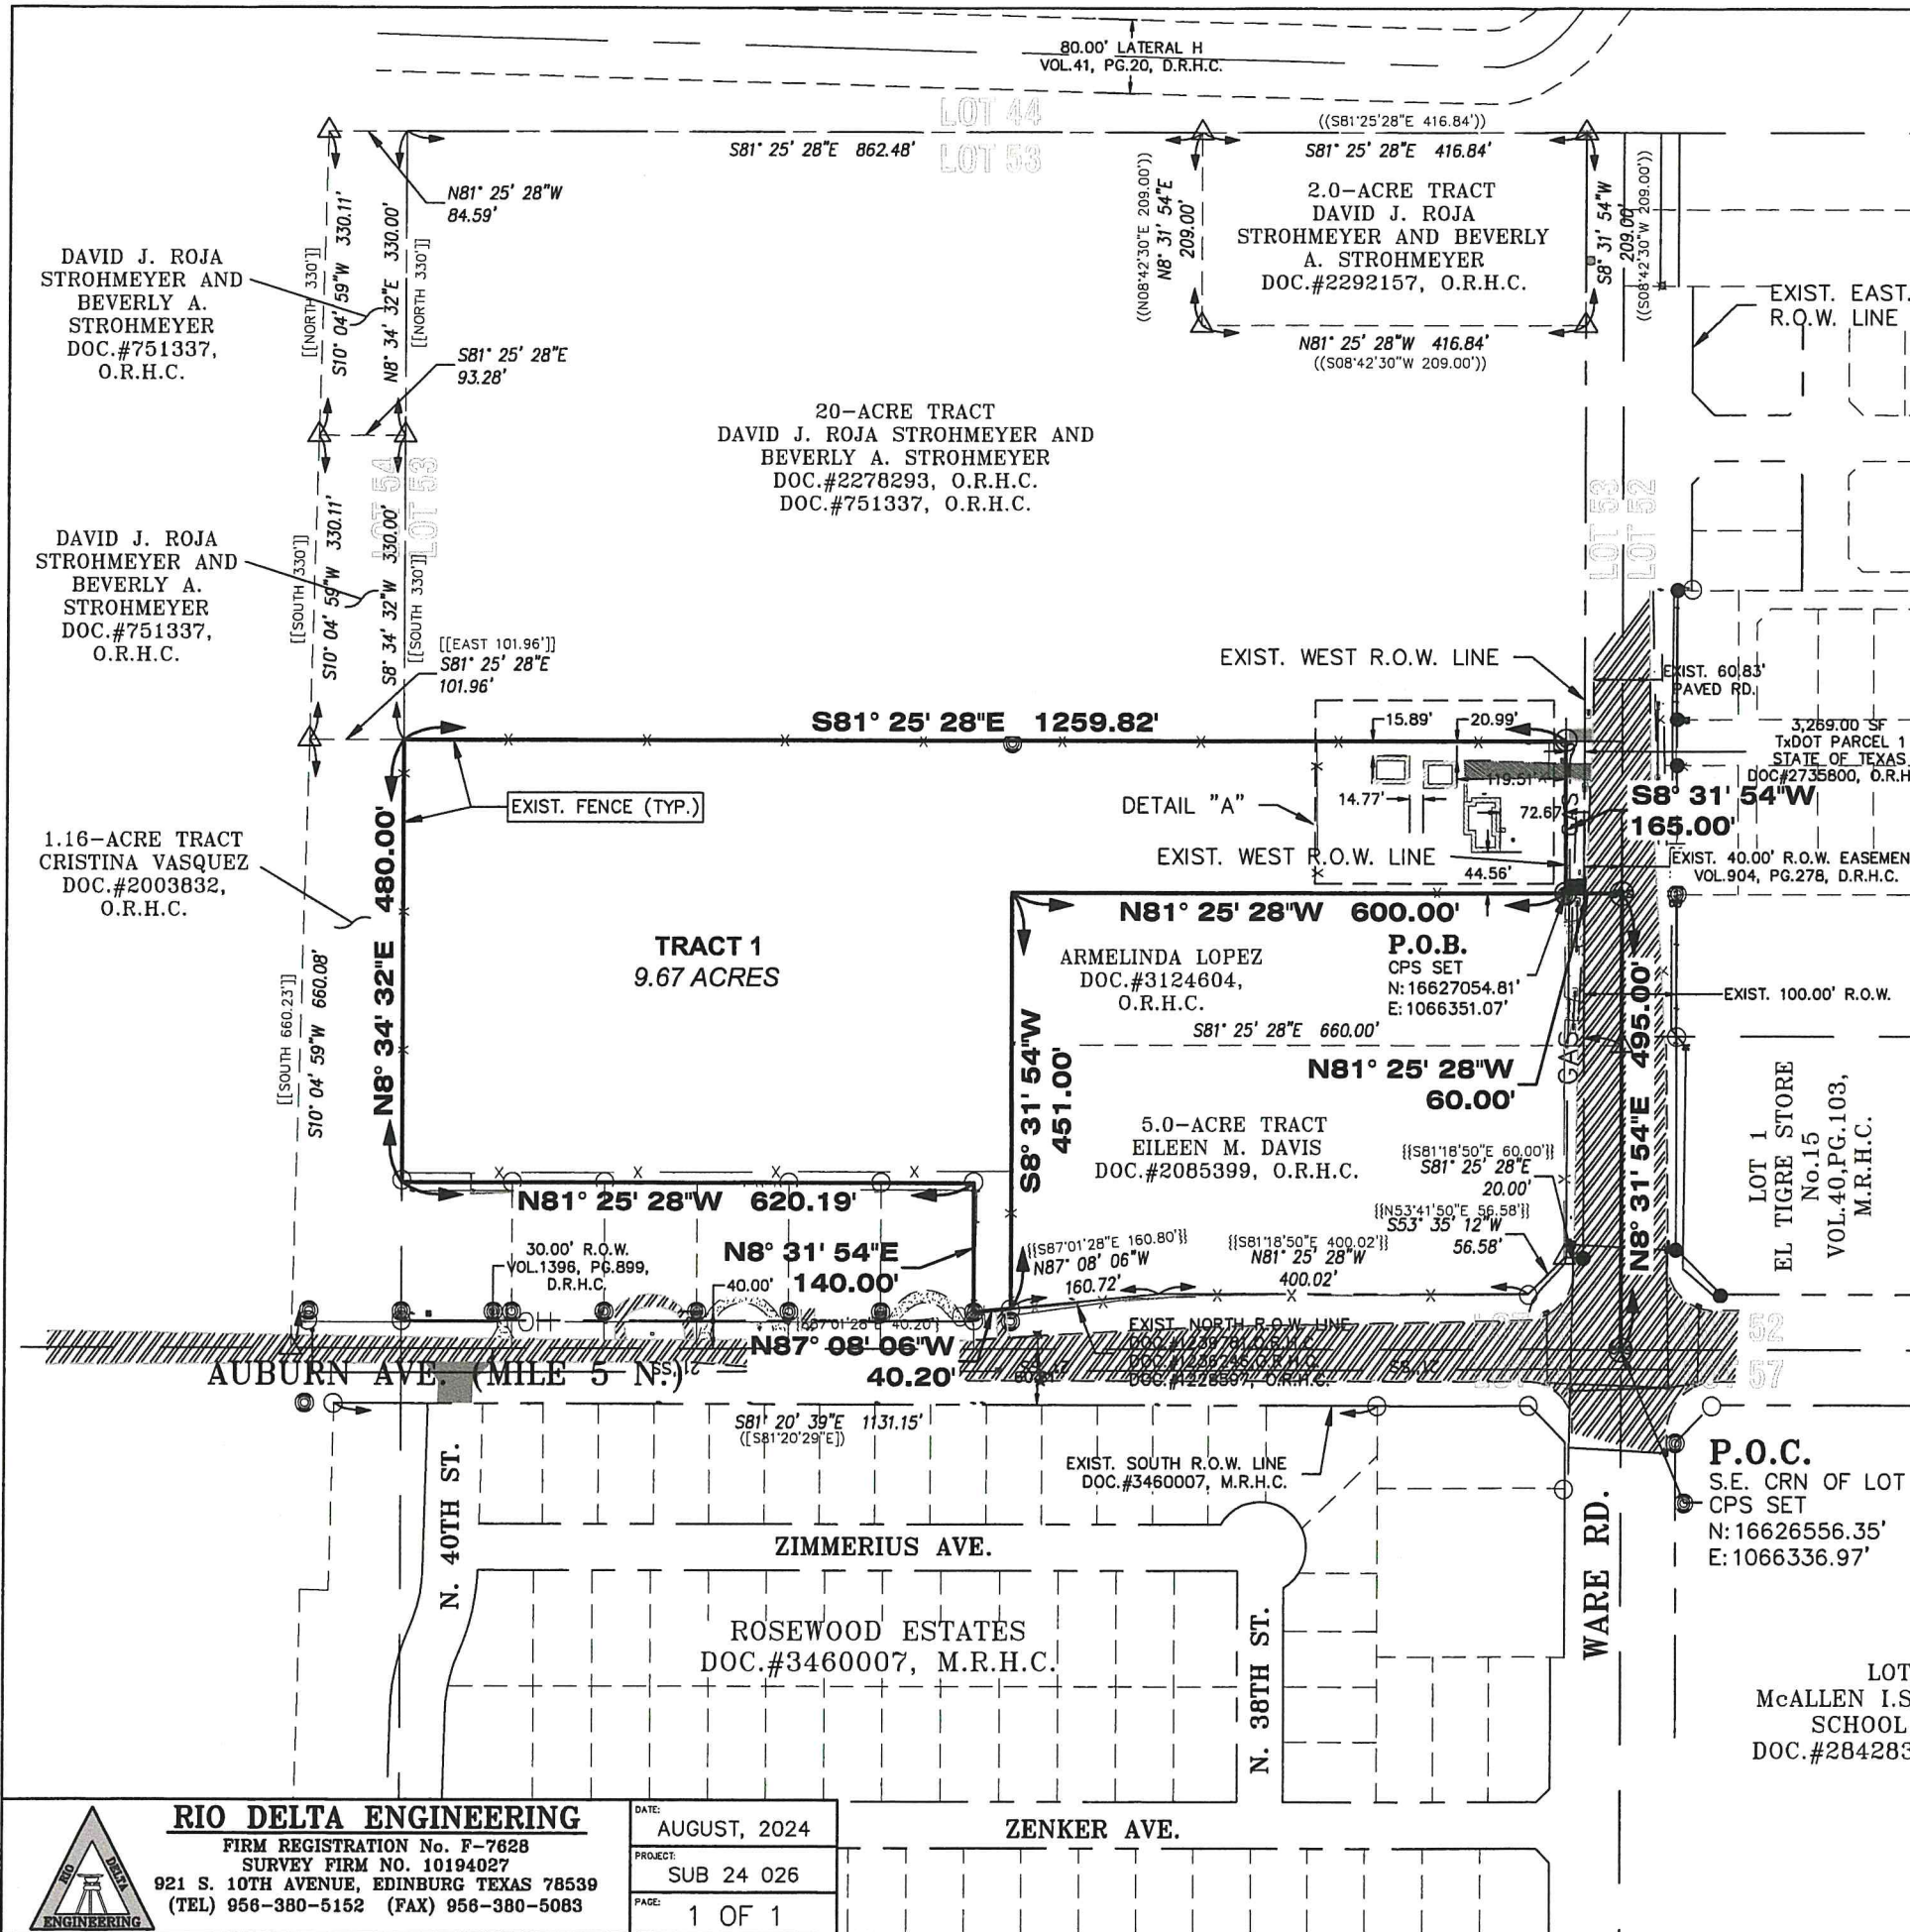 80.00' LATERAL H
VOL.41, PG.20, D.R.H.C.
LOT 44
LOT 53
S81° 25' 28"E 862.48'
((S81°25'28"E 416.84'))
S81° 25' 28"E 416.84'
N81° 25' 28"W
84.59'
((N08°42'30"E 209.00'))
N8° 31' 54"E
209.00'
2.0-ACRE TRACT
DAVID J. ROJA
STROHMEYER AND BEVERLY
A. STROHMEYER
DOC.#2292157, O.R.H.C.
S8° 31' 54"W
209.00'
((S08°42'30"W 209.00'))
N81° 25' 28"W 416.84'
((S08°42'30"W 209.00'))
EXIST. EAST.
R.O.W. LINE
DAVID J. ROJA
STROHMEYER AND
BEVERLY A.
STROHMEYER
DOC.#751337,
O.R.H.C.
[[NORTH 330']]
S10° 04' 59"W 330.11'
N8° 34' 32"E 330.00'
[[NORTH 330']]
S81° 25' 28"E
93.28'
20-ACRE TRACT
DAVID J. ROJA STROHMEYER AND
BEVERLY A. STROHMEYER
DOC.#2278293, O.R.H.C.
DOC.#751337, O.R.H.C.
LOT 54
LOT 53
LOT 53
LOT 52
DAVID J. ROJA
STROHMEYER AND
BEVERLY A.
STROHMEYER
DOC.#751337,
O.R.H.C.
[[SOUTH 330']]
S10° 04' 59"W 330.11'
S8° 34' 32"W 330.00'
[[SOUTH 330']]
[[EAST 101.96']]
S81° 25' 28"E
101.96'
EXIST. WEST R.O.W. LINE
EXIST. 60.83'
PAVED RD.
S81° 25' 28"E 1259.82'
15.89'
20.99'
3,269.00 SF
TxDOT PARCEL 1
STATE OF TEXAS
DOC#2735800, O.R.H
119.51'
14.77'
72.67
GAS
S8° 31' 54"W
165.00'
EXIST. FENCE (TYP.)
DETAIL "A"
EXIST. WEST R.O.W. LINE
44.56'
EXIST. 40.00' R.O.W. EASEMEN
VOL.904, PG.278, D.R.H.C.
1.16-ACRE TRACT
CRISTINA VASQUEZ
DOC.#2003832,
O.R.H.C.
N8° 34' 32"E 480.00'
N81° 25' 28"W 600.00'
TRACT 1
9.67 ACRES
ARMELINDA LOPEZ
DOC.#3124604,
O.R.H.C.
P.O.B.
CPS SET
N:16627054.81'
E:1066351.07'
EXIST. 100.00' R.O.W.
[[SOUTH 660.23']]
S10° 04' 59"W 660.08'
S81° 25' 28"E 660.00'
GAS
N81° 25' 28"W
60.00'
S8° 31' 54"W
451.00'
N8° 31' 54"E 495.00'
5.0-ACRE TRACT
EILEEN M. DAVIS
DOC.#2085399, O.R.H.C.
{{S81°18'50"E 60.00'}}
S81° 25' 28"E
20.00'
{{N53°41'50"E 56.58'}}
S53° 35' 12"W
56.58'
LOT 1
EL TIGRE STORE
No.15
VOL.40,PG.103,
M.R.H.C.
N81° 25' 28"W 620.19'
30.00' R.O.W.
VOL.1396, PG.899,
D.R.H.C.
40.00'
N8° 31' 54"E
140.00'
{{S87°01'28"E 160.80'}}
N87° 08' 06"W
160.72'
{{S81°18'50"E 400.02'}}
N81° 25' 28"W
400.02'
N87° 08' 06"W
40.20'
EXIST. NORTH R.O.W. LINE
52
57
AUBURN AVE. (MILE 5 N.)
S81° 20' 39"E 1131.15'
([S81°20'29"E])
EXIST. SOUTH R.O.W. LINE
DOC.#3460007, M.R.H.C.
P.O.C.
S.E. CRN OF LOT
CPS SET
N:16626556.35'
E:1066336.97'
N. 40TH ST.
ZIMMERIUS AVE.
WARE RD.
ROSEWOOD ESTATES
DOC.#3460007, M.R.H.C.
N. 38TH ST.
LOT
McALLEN I.S
SCHOOL
DOC.#284283
ZENKER AVE.
RIO DELTA ENGINEERING
FIRM REGISTRATION No. F-7628
SURVEY FIRM NO. 10194027
921 S. 10TH AVENUE, EDINBURG TEXAS 78539
(TEL) 956-380-5152 (FAX) 956-380-5083
RIO DELTA
ENGINEERING
DATE:
AUGUST, 2024
PROJECT:
SUB 24 026
PAGE:
1 OF 1